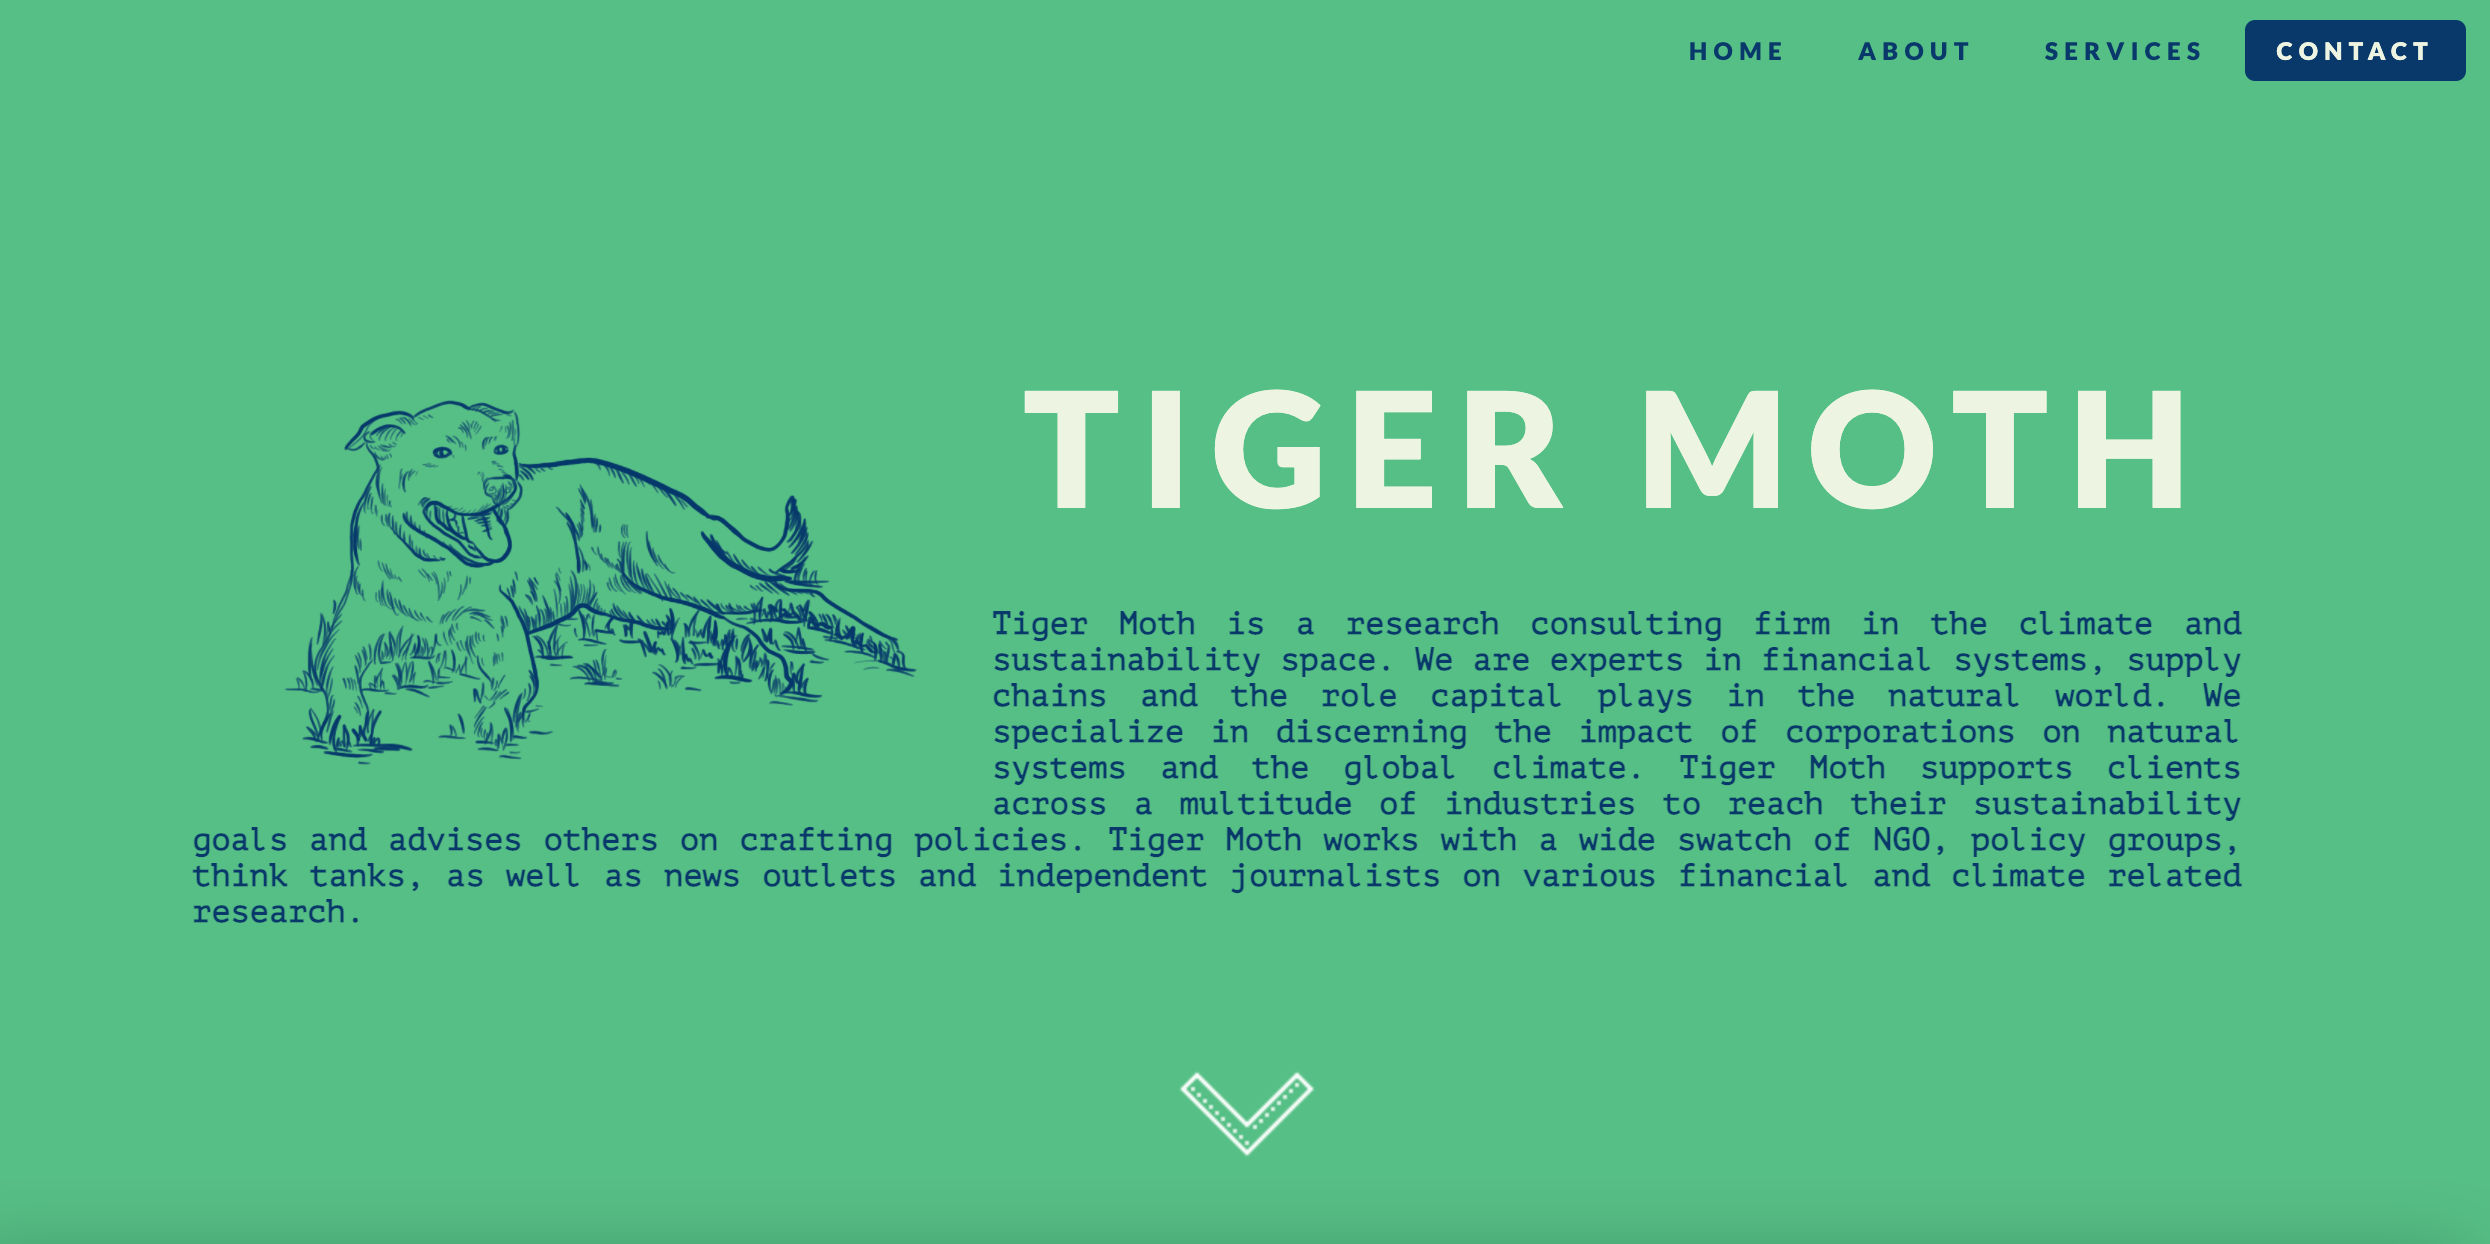 HOME ABOUT SERVICES CONTACT
TIGER MOTH
Tiger Moth is a research consulting firm in the climate and
sustainability space. We are experts in financial systems, supply
chains and the role capital plays in the natural world. We
specialize in discerning the impact of corporations on natural
systems and the global climate. Tiger Moth supports clients
across a multitude of industries to reach their sustainability
goals and advises others on crafting policies. Tiger Moth works with a wide swatch of NGO, policy groups,
think tanks, as well as news outlets and independent journalists on various financial and climate related
research.